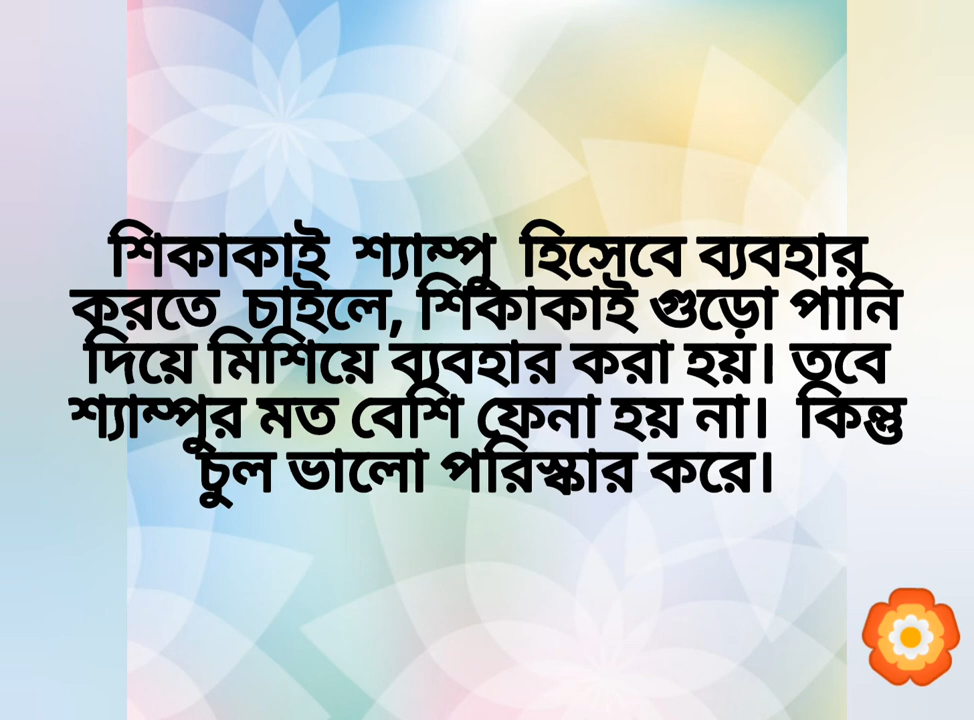 শিকাকাই শ্যাম্পু হিসেবে ব্যবহার
করতে চাইলে, শিকাকাই গুড়ো পানি
দিয়ে মিশিয়ে ব্যবহার করা হয়। তবে
শ্যাম্পুর মত বেশি ফেনা হয় না। কিন্তু
চুল ভালো পরিস্কার করে।